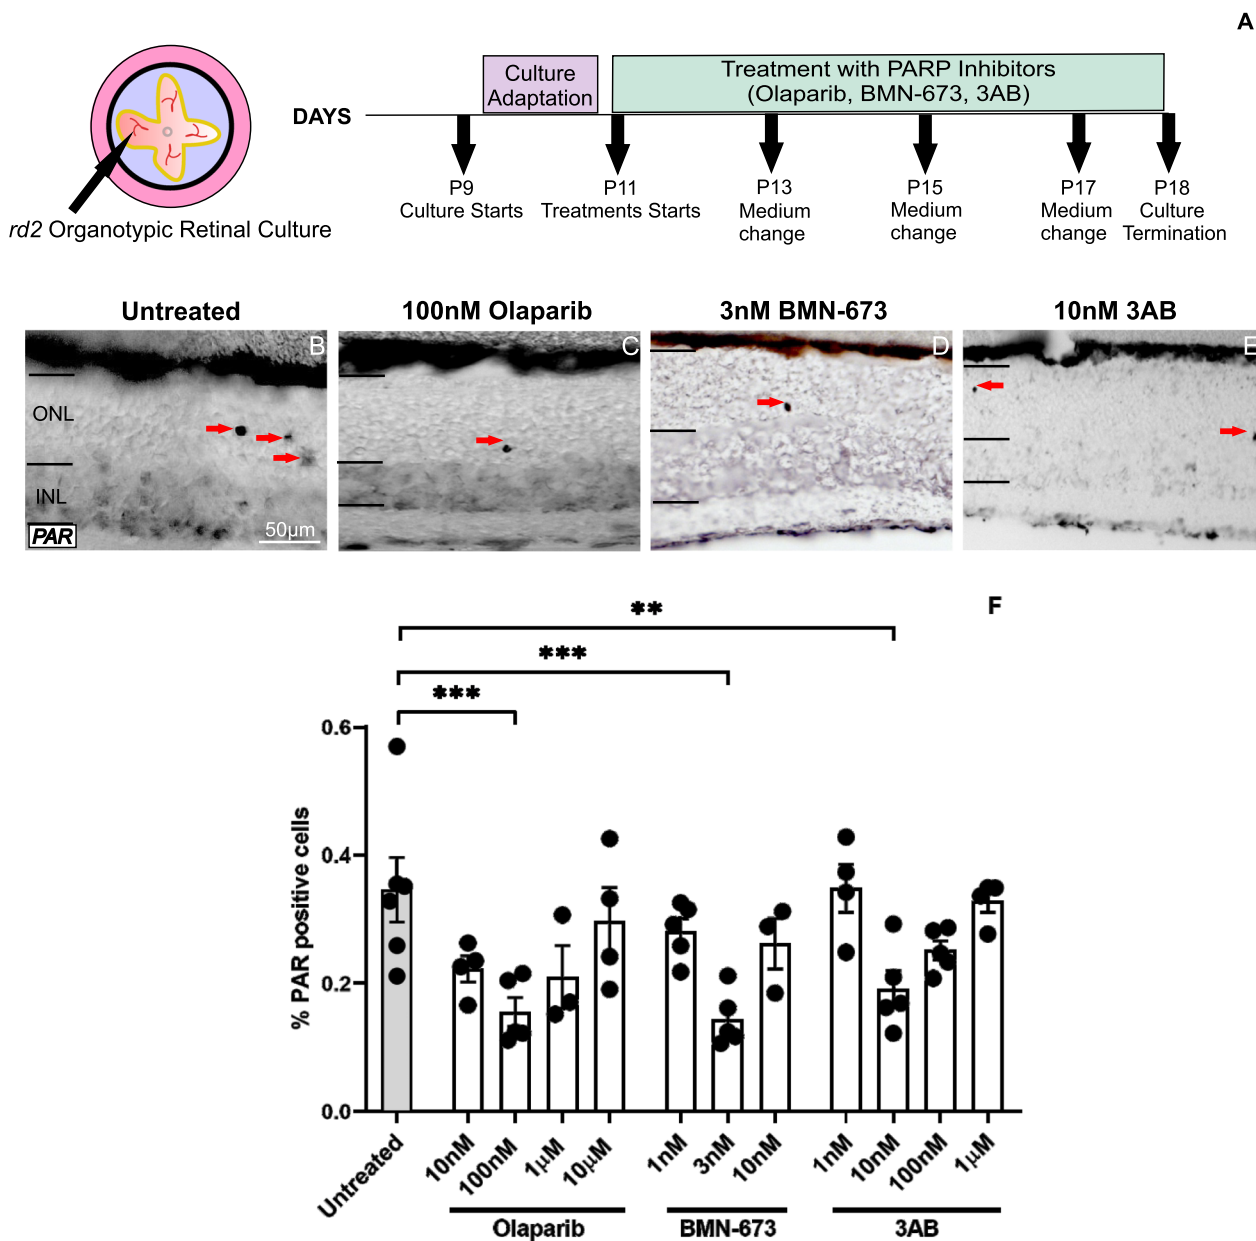 A
Culture
Adaptation
Treatment with PARP Inhibitors
(Olaparib, BMN-673, 3AB)
DAYS
P9
Culture Starts
P11
Treatments Starts
P13
Medium
change
P15
Medium
change
P17
Medium
change
P18
Culture
Termination
rd2 Organotypic Retinal Culture
Untreated
100nM Olaparib
3nM BMN-673
10nM 3AB
B
C
D
E
ONL
INL
PAR
50µm
F
**
***
***
% PAR positive cells
0.6
0.4
0.2
0.0
Untreated
10nM
100nM
1µM
10µM
1nM
3nM
10nM
1nM
10nM
100nM
1µM
Olaparib
BMN-673
3AB